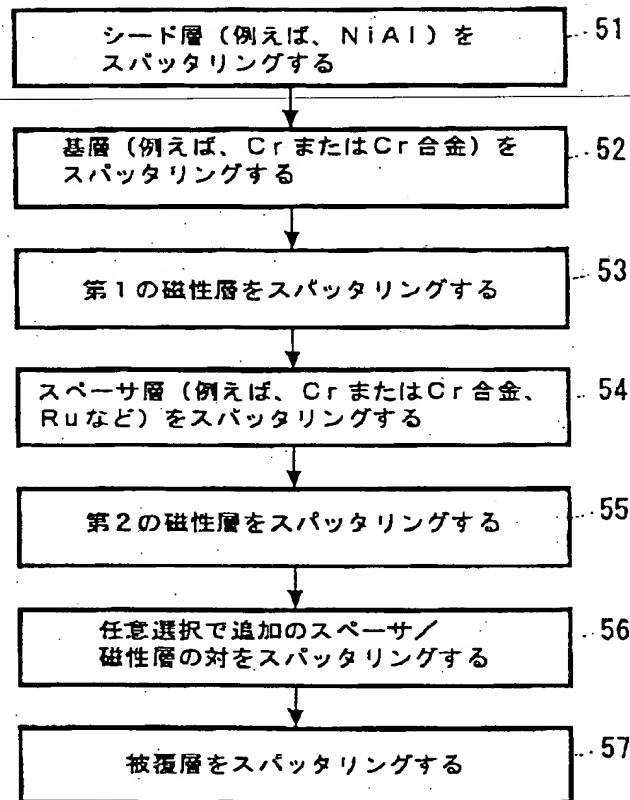 シード層（例えば、NiAl）を 51
スパッタリングする
基層（例えば、CrまたはCr合金）を 52
スパッタリングする
第1の磁性層をスパッタリングする 53
スペーサ層（例えば、CrまたはCr合金、 54
Ruなど）をスパッタリングする
第2の磁性層をスパッタリングする 55
任意選択で追加のスペーサ／ 56
磁性層の対をスパッタリングする
被覆層をスパッタリングする 57